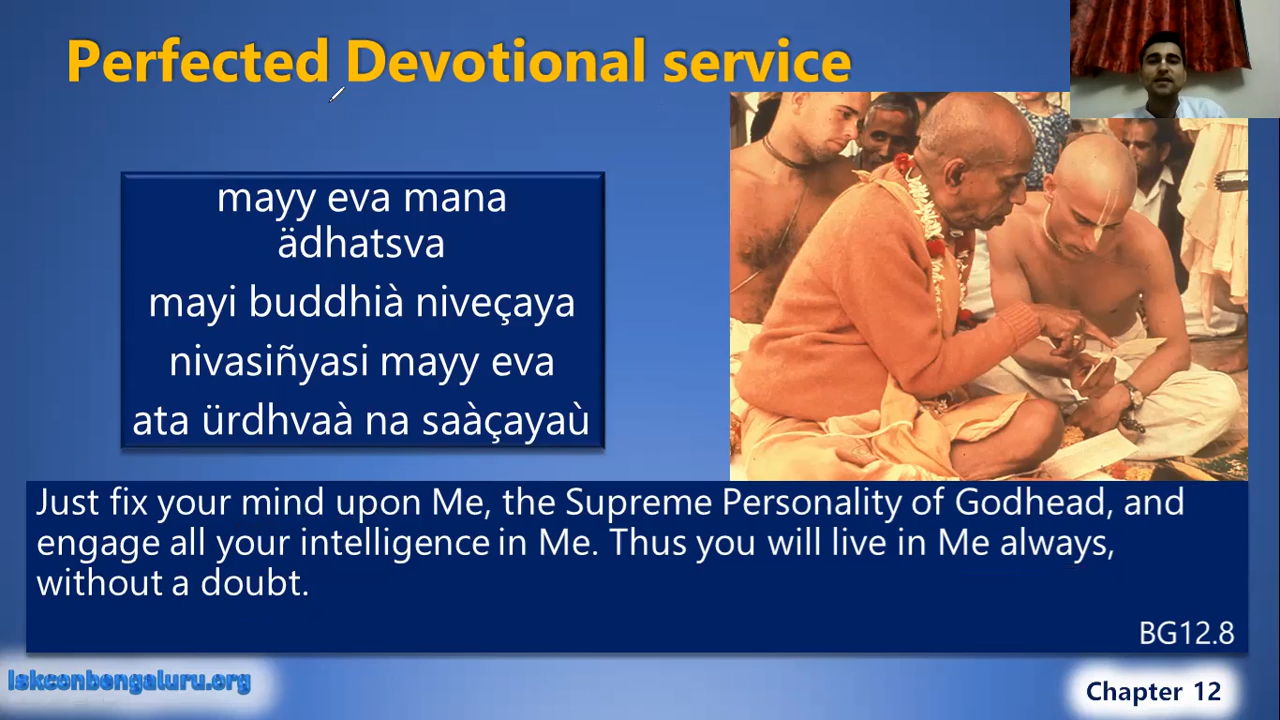 Perfected Devotional service
mayy eva mana
ädhatsva
mayi buddhià niveçaya
nivasiñyasi mayy eva
ata ürdhvaà na saàçayaù
Just fix your mind upon Me, the Supreme Personality of Godhead, and
engage all your intelligence in Me. Thus you will live in Me always,
without a doubt.
BG12.8
Iskconbengaluru.org
Chapter 12